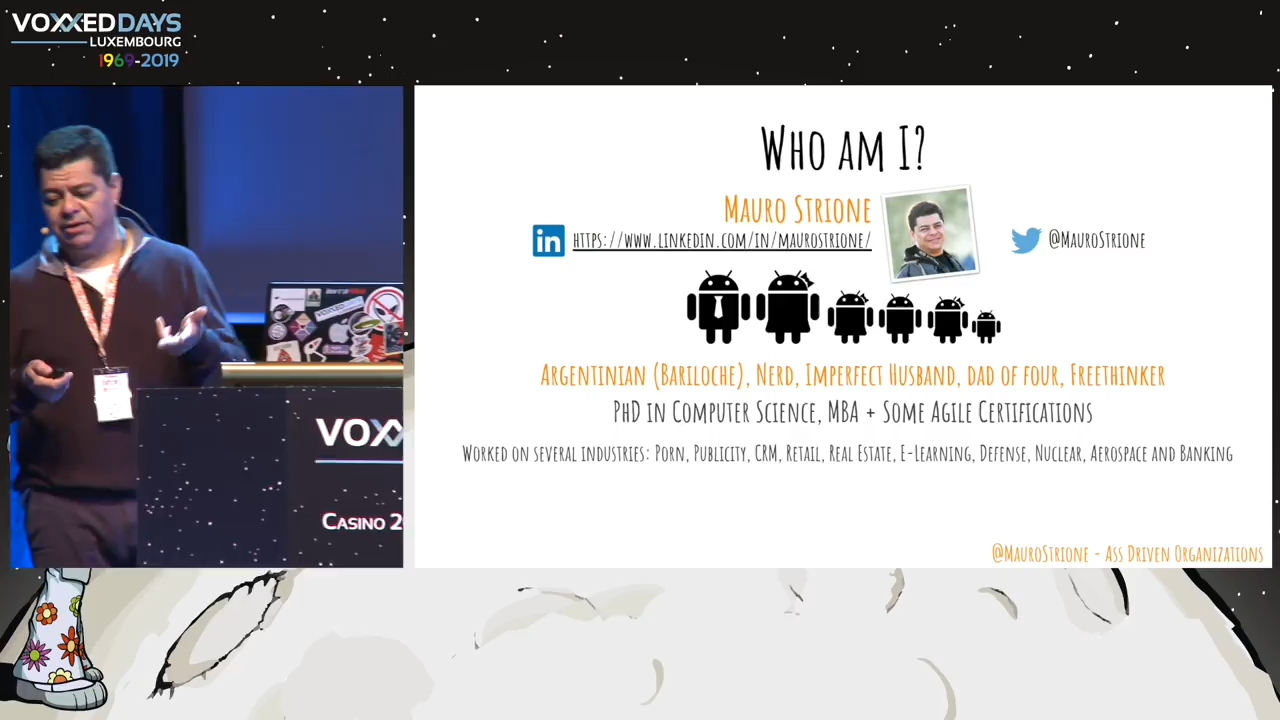 VOXXEDDAYS
LUXEMBOURG
1969-2019
WHO AM I?
MAURO STRIONE
in
HTTPS://WWW.LINKEDIN.COM/IN/MAUROSTRIONE/
@MAUROSTRIONE
ARGENTINIAN (BARILOCHE), NERD, IMPERFECT HUSBAND, DAD OF FOUR, FREETHINKER
PHD IN COMPUTER SCIENCE, MBA + SOME AGILE CERTIFICATIONS
WORKED ON SEVERAL INDUSTRIES: PORN, PUBLICITY, CRM, RETAIL, REAL ESTATE, E-LEARNING, DEFENSE, NUCLEAR, AEROSPACE AND BANKING
@MAUROSTRIONE - ASS DRIVEN ORGANIZATIONS
VOXX
CASINO 2